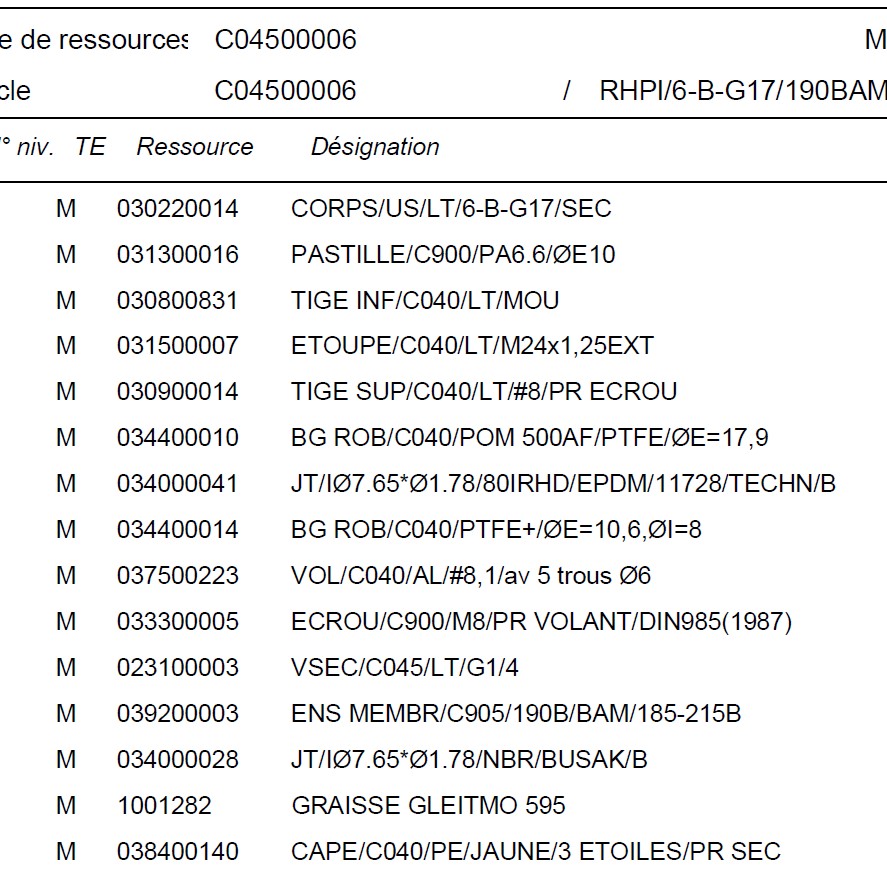 e de ressources C04500006 M
cle C04500006 / RHPI/6-B-G17/190BAM
° niv. TE Ressource Désignation
M 030220014 CORPS/US/LT/6-B-G17/SEC
M 031300016 PASTILLE/C900/PA6.6/ØE10
M 030800831 TIGE INF/C040/LT/MOU
M 031500007 ETOUPE/C040/LT/M24x1,25EXT
M 030900014 TIGE SUP/C040/LT/#8/PR ECROU
M 034400010 BG ROB/C040/POM 500AF/PTFE/ØE=17,9
M 034000041 JT/IØ7.65*Ø1.78/80IRHD/EPDM/11728/TECHN/B
M 034400014 BG ROB/C040/PTFE+/ØE=10,6,ØI=8
M 037500223 VOL/C040/AL/#8,1/av 5 trous Ø6
M 033300005 ECROU/C900/M8/PR VOLANT/DIN985(1987)
M 023100003 VSEC/C045/LT/G1/4
M 039200003 ENS MEMBR/C905/190B/BAM/185-215B
M 034000028 JT/IØ7.65*Ø1.78/NBR/BUSAK/B
M 1001282 GRAISSE GLEITMO 595
M 038400140 CAPE/C040/PE/JAUNE/3 ETOILES/PR SEC